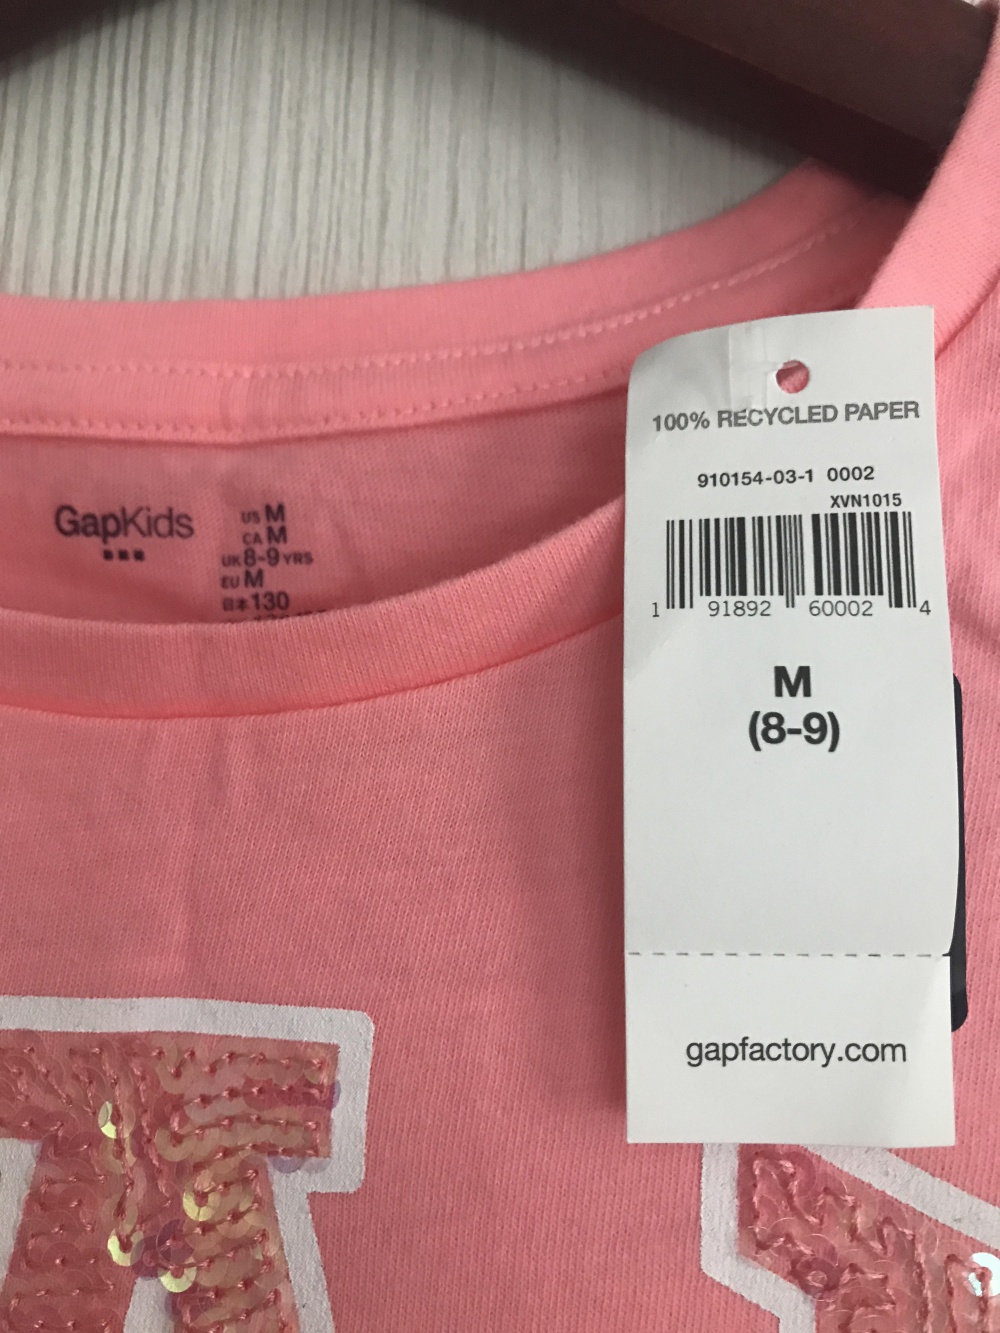 GapKids
US M
CA M
UK 8-9 YRS
EU M
日本 130
100% RECYCLED PAPER
910154-03-1 0002
XVN1015
1 91892 60002 4
M
(8-9)
gapfactory.com